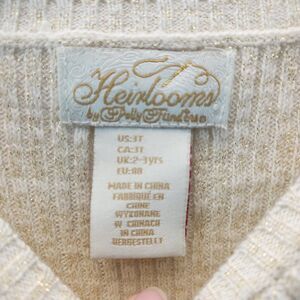 Heirlooms
by Polly Flinders
US:3T
CA:3T
UK:2-3yrs
EU:98
MADE IN CHINA
FABRIQUÉ EN
CHINE
WYKONANE
W CHINACH
IN CHINA
HERGESTELLT